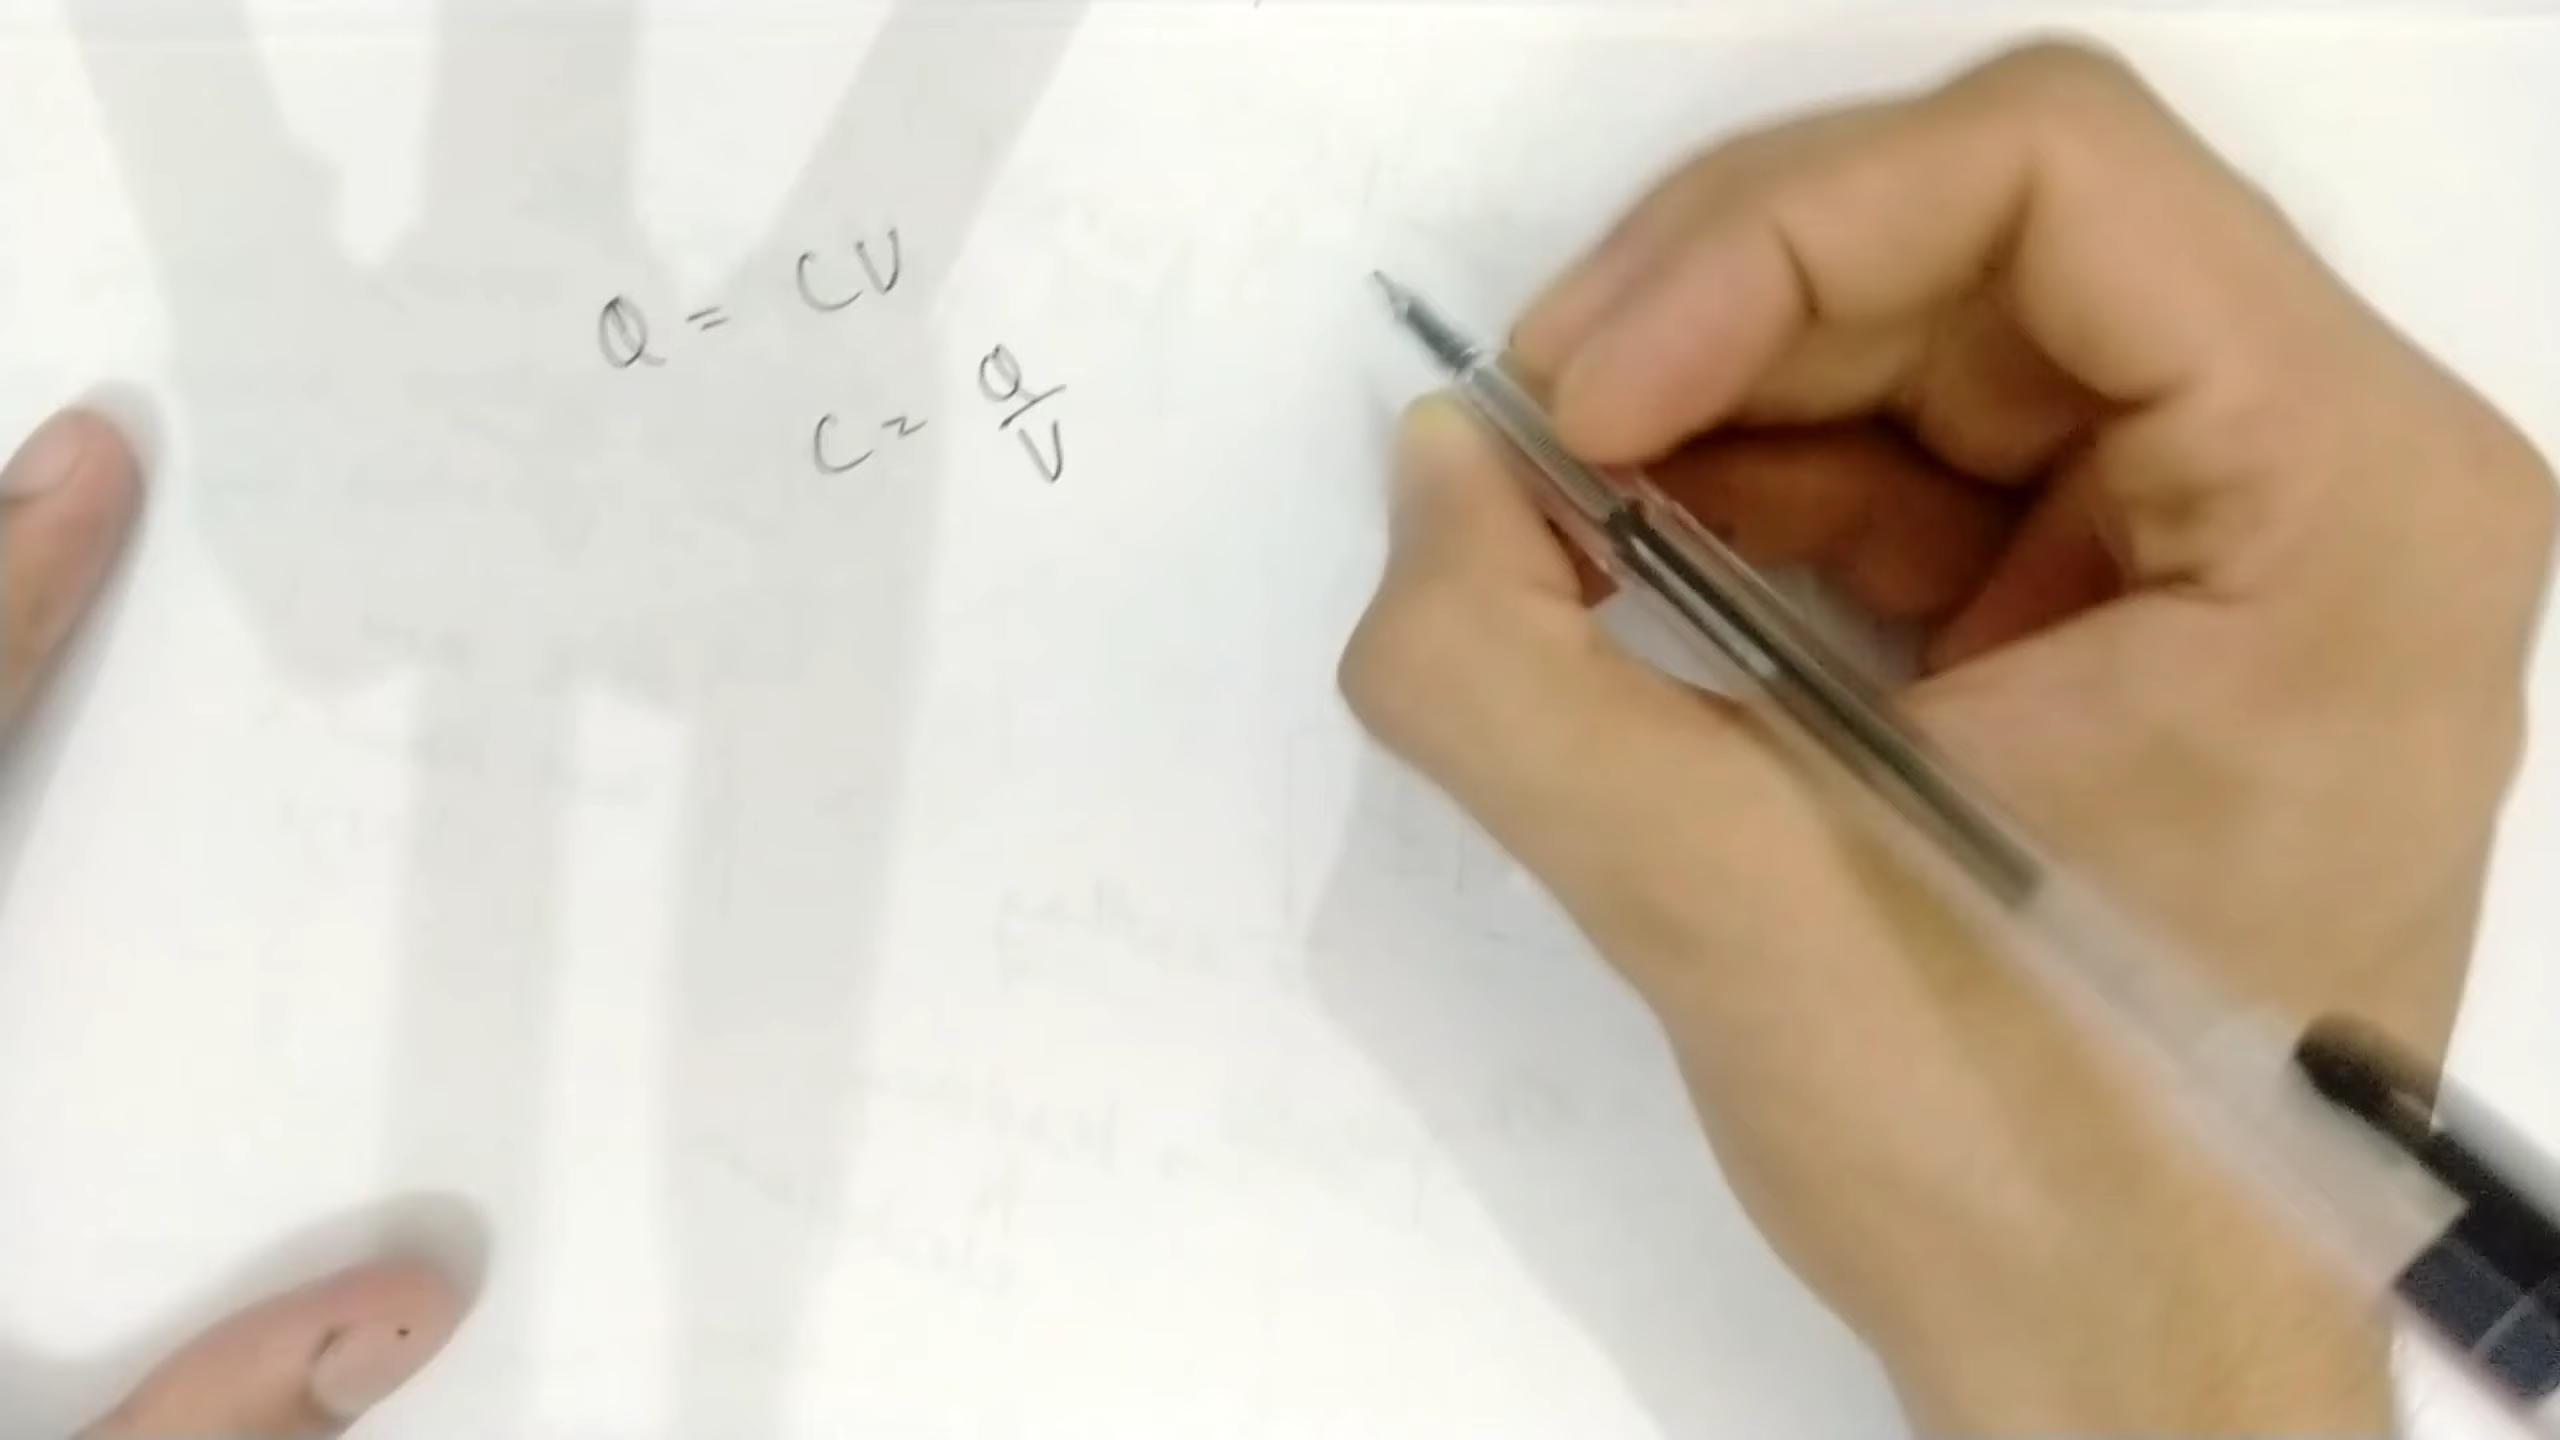 Q = CV
C = Q/V